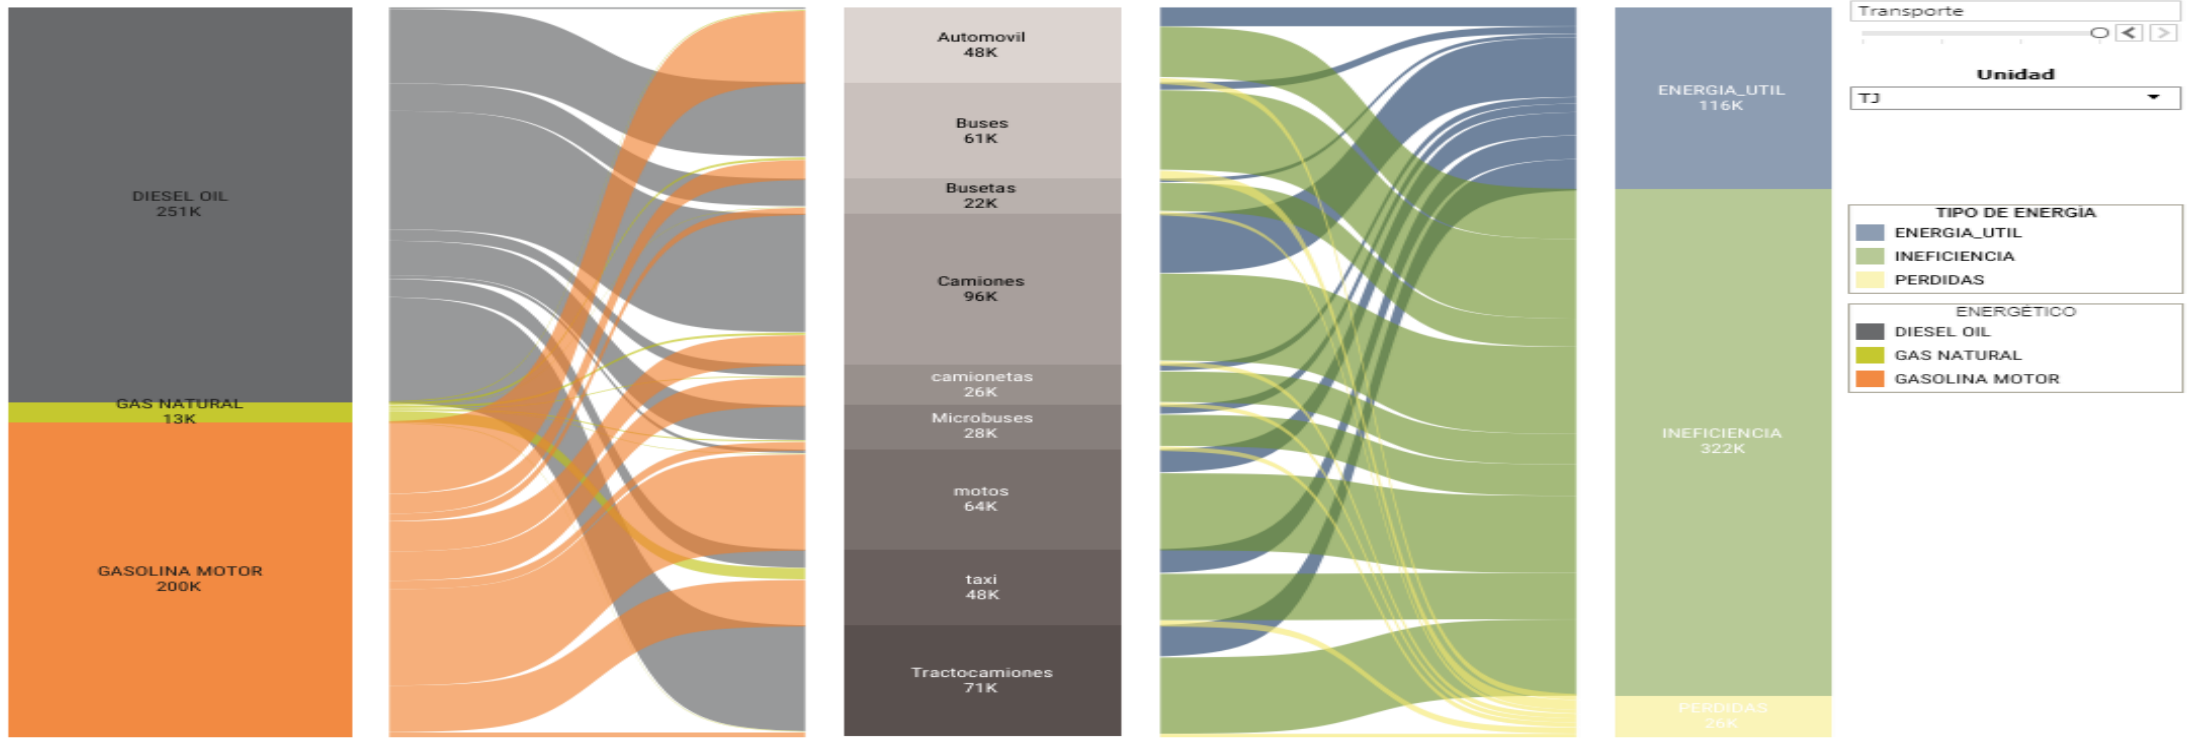 DIESEL OIL
251K
GAS NATURAL
13K
GASOLINA MOTOR
200K
Automovil
48K
Buses
61K
Busetas
22K
Camiones
96K
camionetas
26K
Microbuses
28K
motos
64K
taxi
48K
Tractocamiones
71K
ENERGIA_UTIL
116K
INEFICIENCIA
322K
PERDIDAS
26K
Transporte
Unidad
TJ
TIPO DE ENERGÌA
ENERGIA_UTIL
INEFICIENCIA
PERDIDAS
ENERGÉTICO
DIESEL OIL
GAS NATURAL
GASOLINA MOTOR